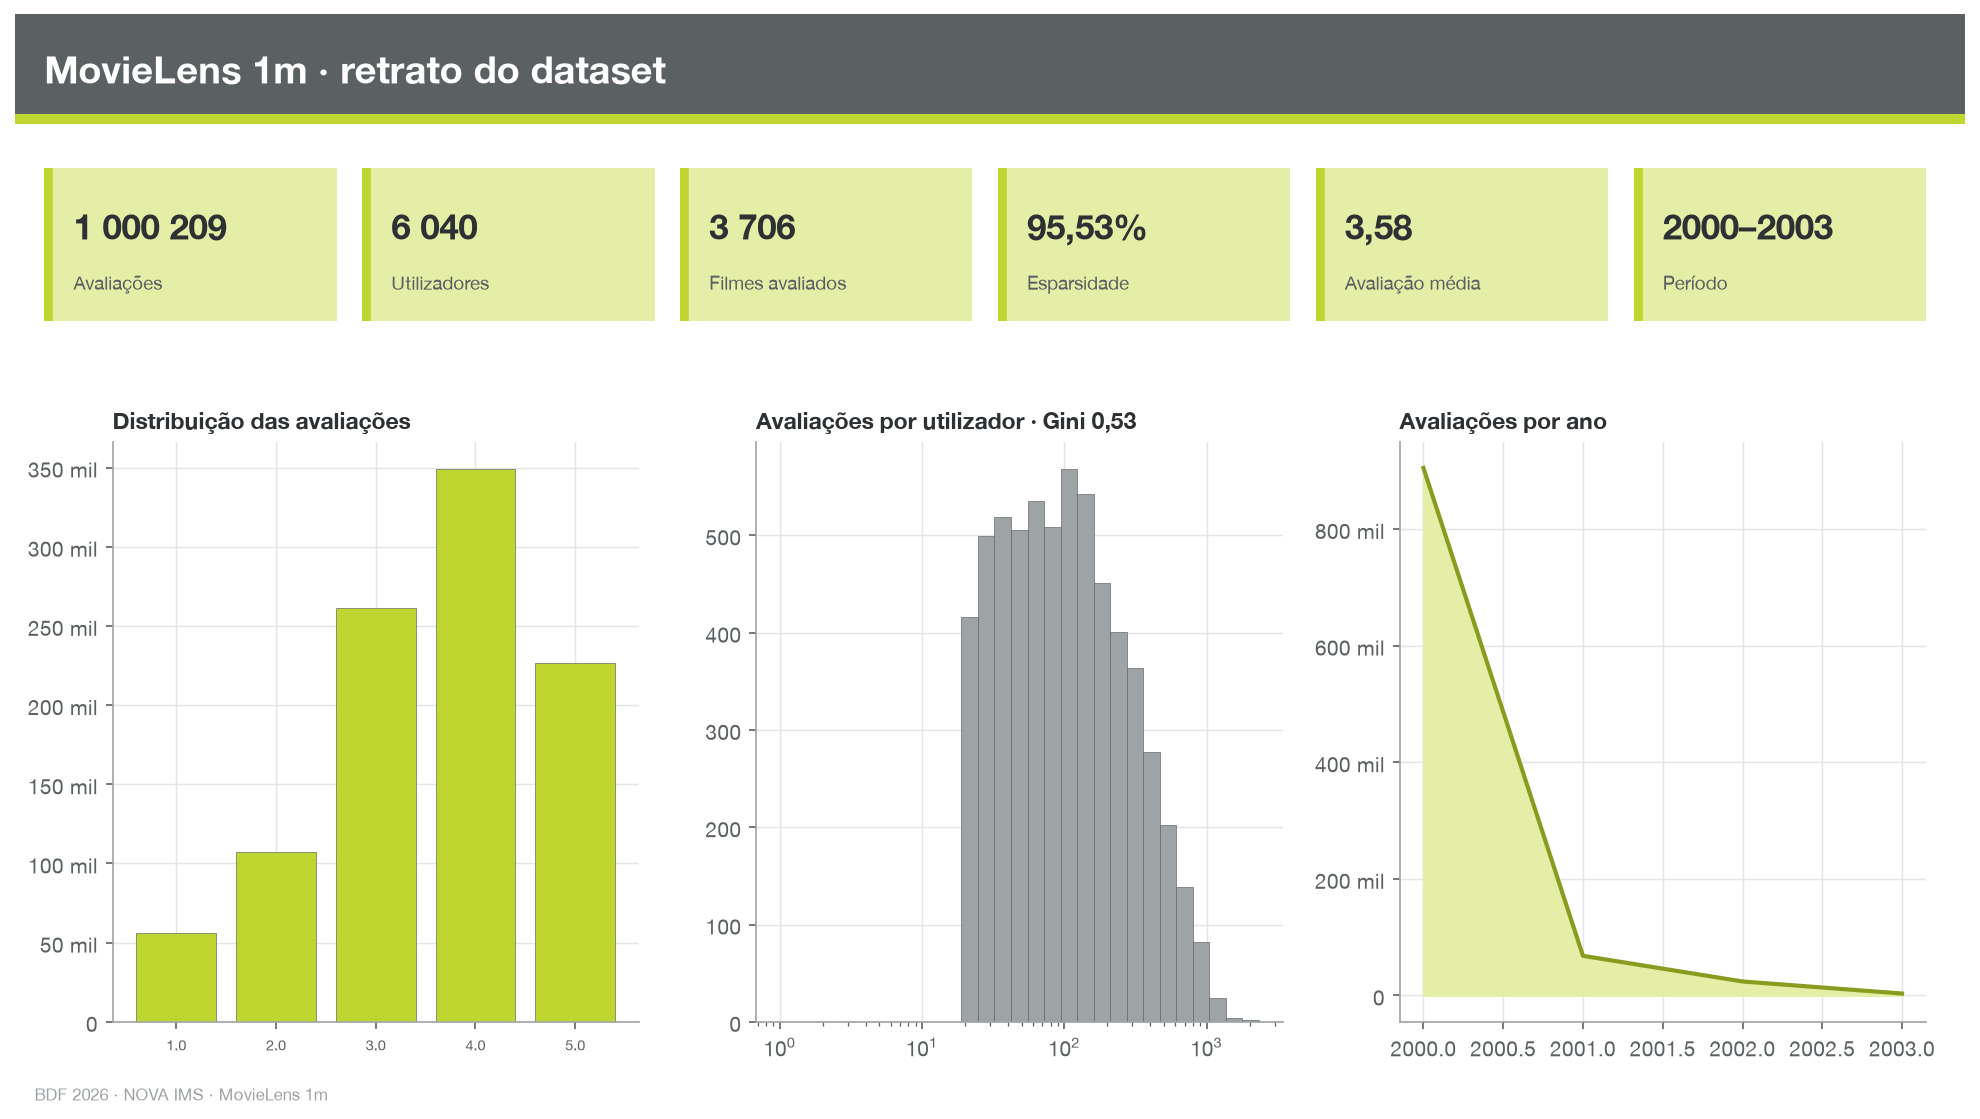 MovieLens 1m · retrato do dataset
1 000 209
Avaliações
6 040
Utilizadores
3 706
Filmes avaliados
95,53%
Esparsidade
3,58
Avaliação média
2000–2003
Período
Distribuição das avaliações
350 mil
300 mil
250 mil
200 mil
150 mil
100 mil
50 mil
0
1.0 2.0 3.0 4.0 5.0
Avaliações por utilizador · Gini 0,53
500
400
300
200
100
0
10⁰ 10¹ 10² 10³
Avaliações por ano
800 mil
600 mil
400 mil
200 mil
0
2000.0 2000.5 2001.0 2001.5 2002.0 2002.5 2003.0
BDF 2026 · NOVA IMS · MovieLens 1m